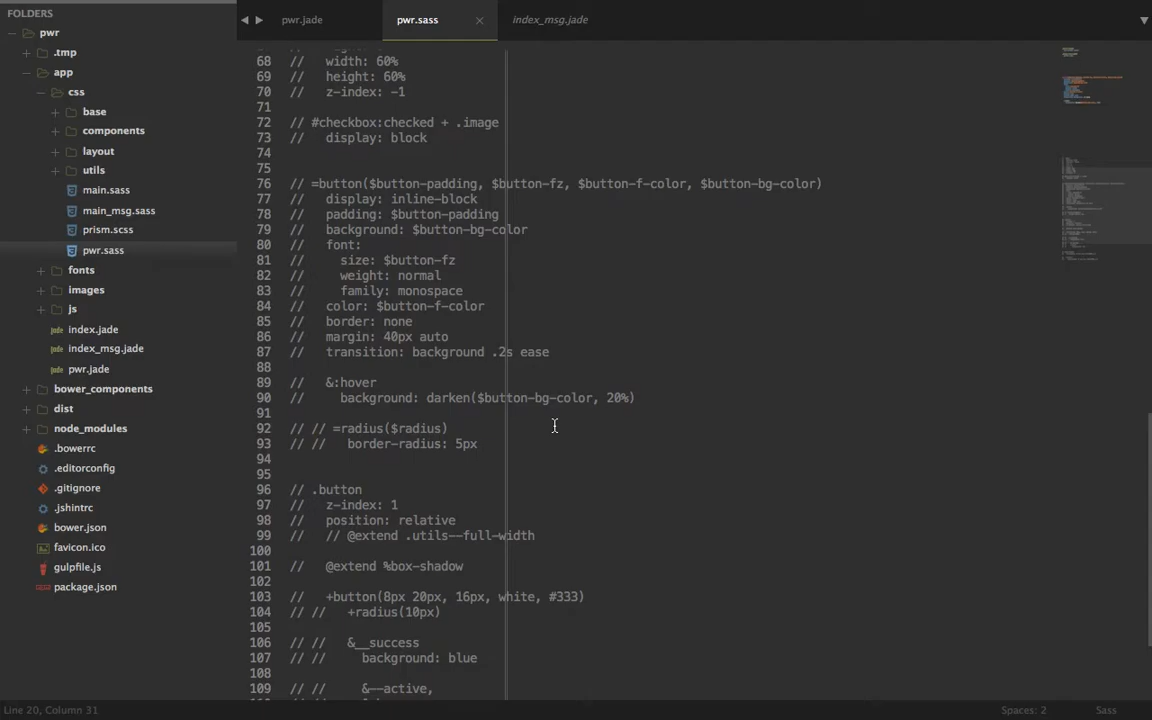 FOLDERS
pwr
.tmp
app
css
base
components
layout
utils
main.sass
main_msg.sass
prism.scss
pwr.sass
fonts
images
js
index.jade
index_msg.jade
pwr.jade
bower_components
dist
node_modules
.bowerrc
.editorconfig
.gitignore
.jshintrc
bower.json
favicon.ico
gulpfile.js
package.json
pwr.jade
pwr.sass
index_msg.jade
68 //   width: 60%
69 //   height: 60%
70 //   z-index: -1
71
72 // #checkbox:checked + .image
73 //   display: block
74
75
76 // =button($button-padding, $button-fz, $button-f-color, $button-bg-color)
77 //   display: inline-block
78 //   padding: $button-padding
79 //   background: $button-bg-color
80 //   font:
81 //     size: $button-fz
82 //     weight: normal
83 //     family: monospace
84 //   color: $button-f-color
85 //   border: none
86 //   margin: 40px auto
87 //   transition: background .2s ease
88
89 //   &:hover
90 //     background: darken($button-bg-color, 20%)
91
92 // // =radius($radius)
93 // //   border-radius: 5px
94
95
96 // .button
97 //   z-index: 1
98 //   position: relative
99 //   // @extend .utils--full-width
100
101 //   @extend %box-shadow
102
103 //   +button(8px 20px, 16px, white, #333)
104 // //   +radius(10px)
105
106 // //   &__success
107 // //     background: blue
108
109 // //     &--active,
Line 20, Column 31
Spaces: 2
Sass